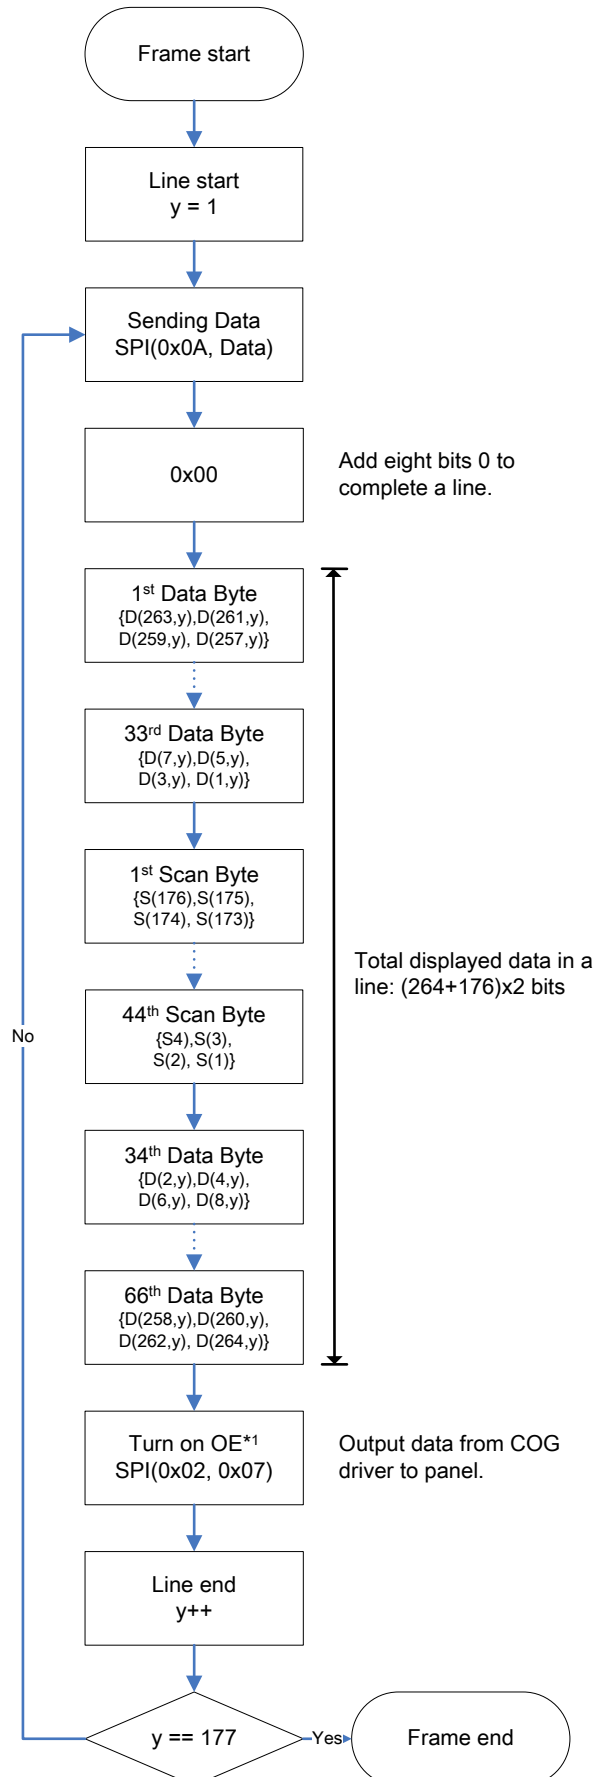 Frame start
Line start
y = 1
Sending Data
SPI(0x0A, Data)
0x00
Add eight bits 0 to
complete a line.
1st Data Byte
{D(263,y),D(261,y),
D(259,y), D(257,y)}
33rd Data Byte
{D(7,y),D(5,y),
D(3,y), D(1,y)}
1st Scan Byte
{S(176),S(175),
S(174), S(173)}
Total displayed data in a
line: (264+176)x2 bits
44th Scan Byte
{S4),S(3),
S(2), S(1)}
No
34th Data Byte
{D(2,y),D(4,y),
D(6,y), D(8,y)}
66th Data Byte
{D(258,y),D(260,y),
D(262,y), D(264,y)}
Turn on OE*1
SPI(0x02, 0x07)
Output data from COG
driver to panel.
Line end
y++
y == 177
Yes
Frame end